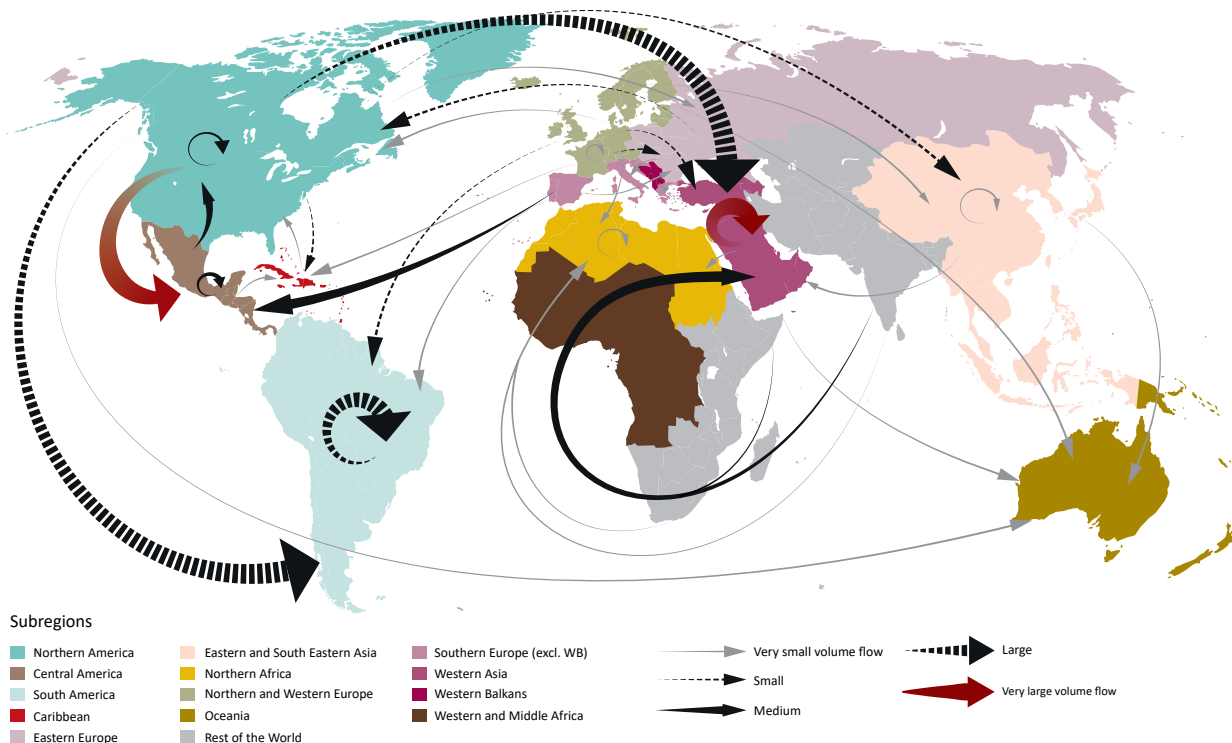 Subregions
Northern America
Central America
South America
Caribbean
Eastern Europe
Eastern and South Eastern Asia
Northern Africa
Northern and Western Europe
Oceania
Rest of the World
Southern Europe (excl. WB)
Western Asia
Western Balkans
Western and Middle Africa
Very small volume flow
Small
Medium
Large
Very large volume flow